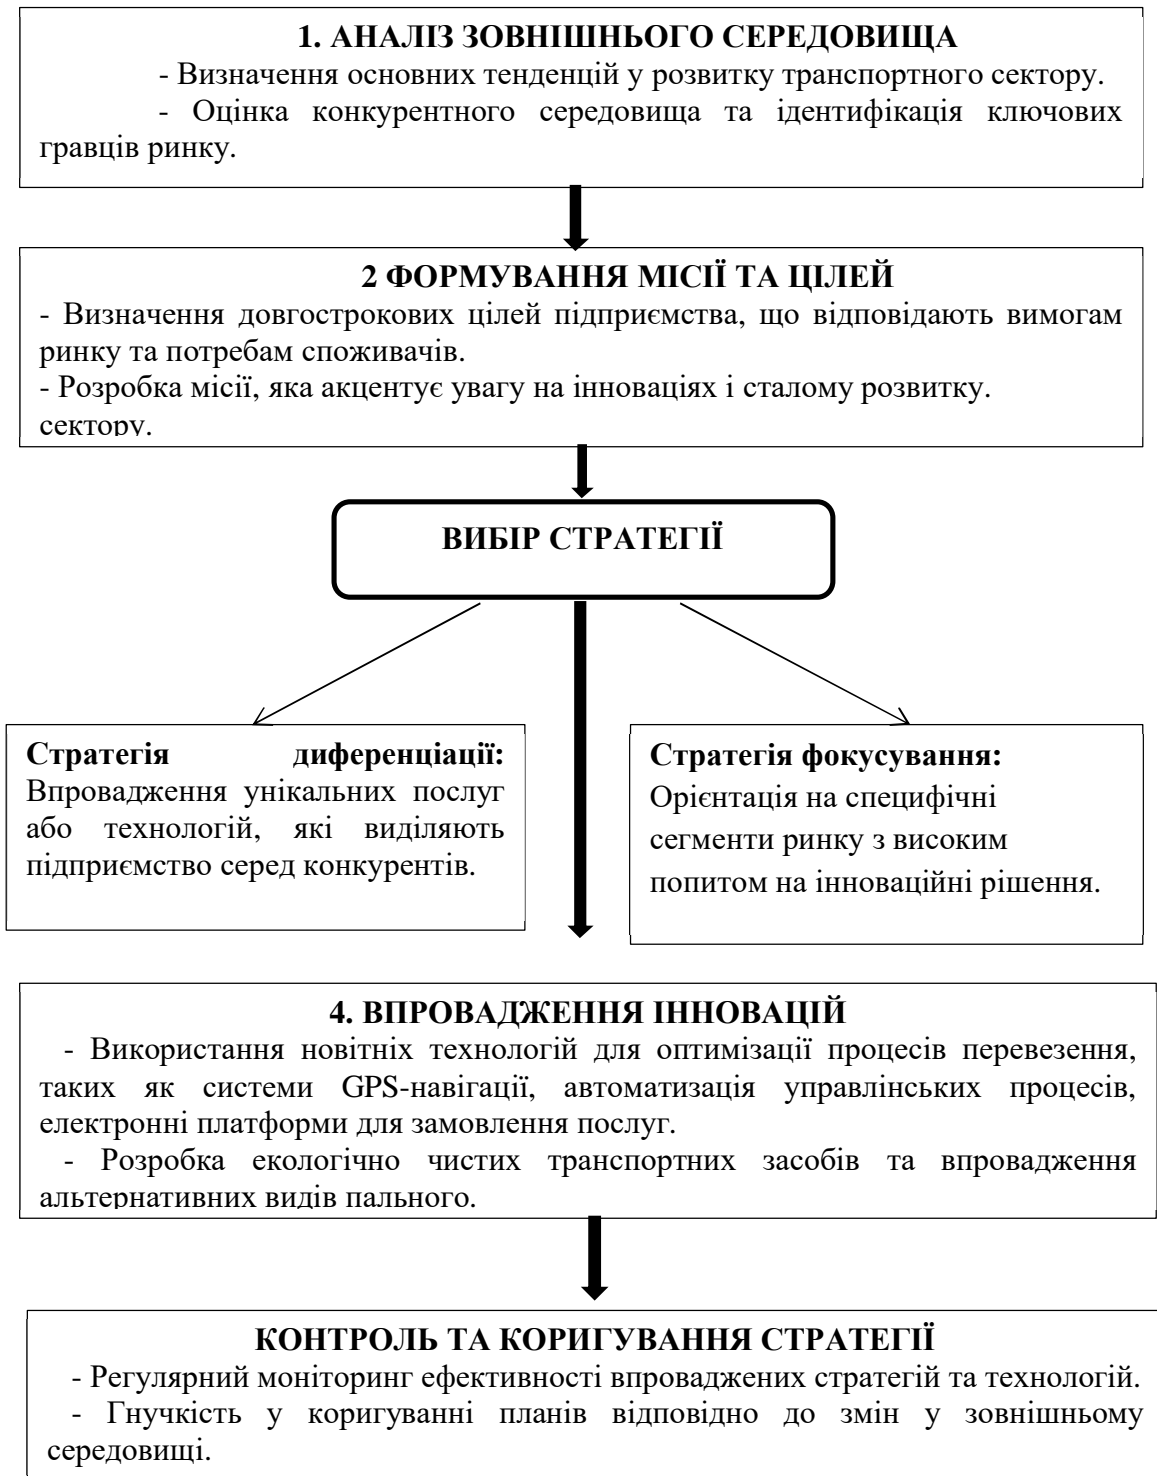 1. АНАЛІЗ ЗОВНІШНЬОГО СЕРЕДОВИЩА
- Визначення основних тенденцій у розвитку транспортного сектору.
- Оцінка конкурентного середовища та ідентифікація ключових
гравців ринку.
2 ФОРМУВАННЯ МІСІЇ ТА ЦІЛЕЙ
- Визначення довгострокових цілей підприємства, що відповідають вимогам
ринку та потребам споживачів.
- Розробка місії, яка акцентує увагу на інноваціях і сталому розвитку.
сектору.
ВИБІР СТРАТЕГІЇ
Стратегія диференціації:
Впровадження унікальних послуг
або технологій, які виділяють
підприємство серед конкурентів.
Стратегія фокусування:
Орієнтація на специфічні
сегменти ринку з високим
попитом на інноваційні рішення.
4. ВПРОВАДЖЕННЯ ІННОВАЦІЙ
- Використання новітніх технологій для оптимізації процесів перевезення,
таких як системи GPS-навігації, автоматизація управлінських процесів,
електронні платформи для замовлення послуг.
- Розробка екологічно чистих транспортних засобів та впровадження
альтернативних видів пального.
КОНТРОЛЬ ТА КОРИГУВАННЯ СТРАТЕГІЇ
- Регулярний моніторинг ефективності впроваджених стратегій та технологій.
- Гнучкість у коригуванні планів відповідно до змін у зовнішньому
середовищі.